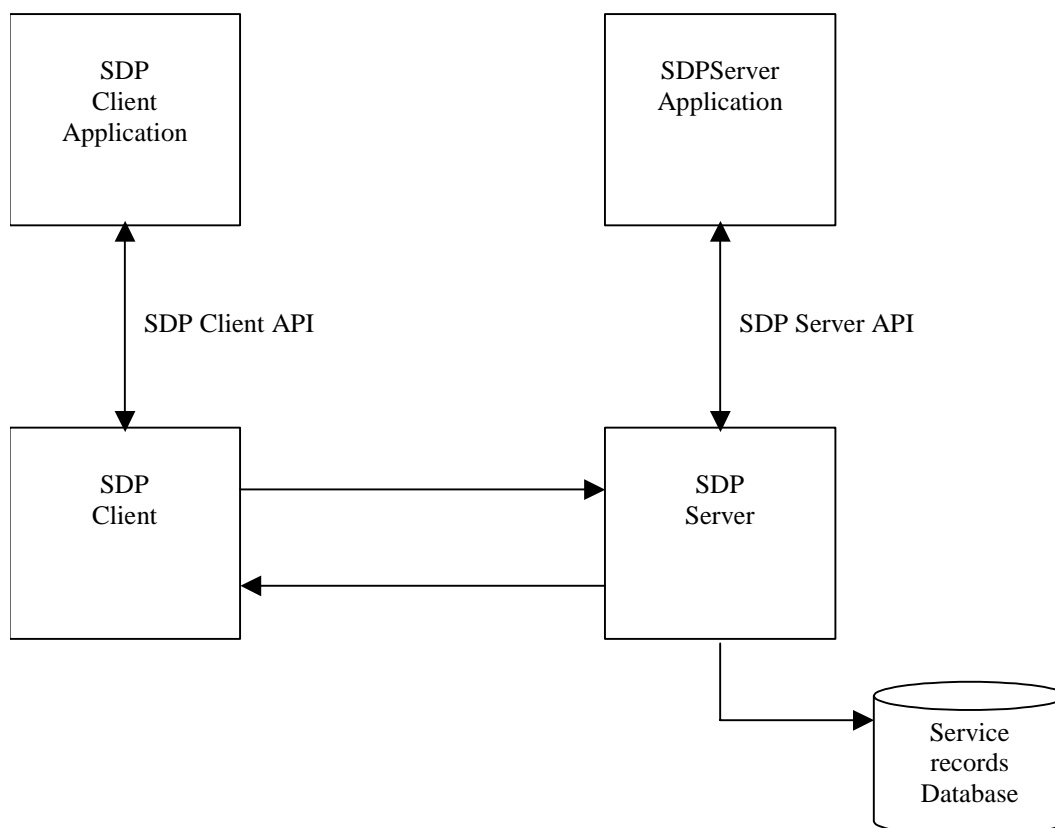 SDP
Client
Application
SDPServer
Application
SDP Client API
SDP Server API
SDP
Client
SDP
Server
Service
records
Database